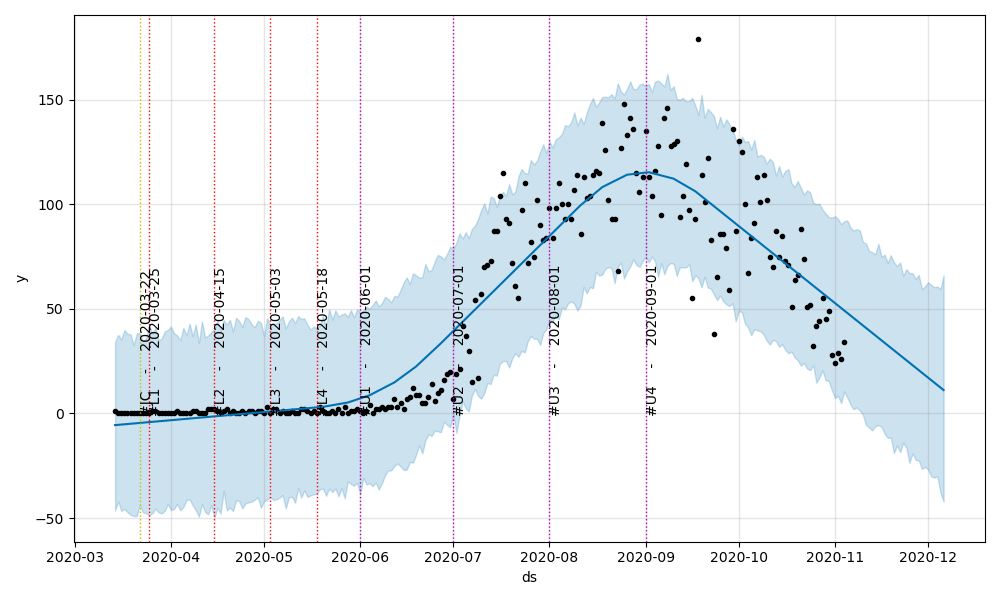 150
100
50
0
−50
y
#JC - 2020-03-22
#L1 - 2020-03-25
#L2 - 2020-04-15
#L3 - 2020-05-03
#L4 - 2020-05-18
#U1 - 2020-06-01
#U2 - 2020-07-01
#U3 - 2020-08-01
#U4 - 2020-09-01
2020-03
2020-04
2020-05
2020-06
2020-07
2020-08
2020-09
2020-10
2020-11
2020-12
ds